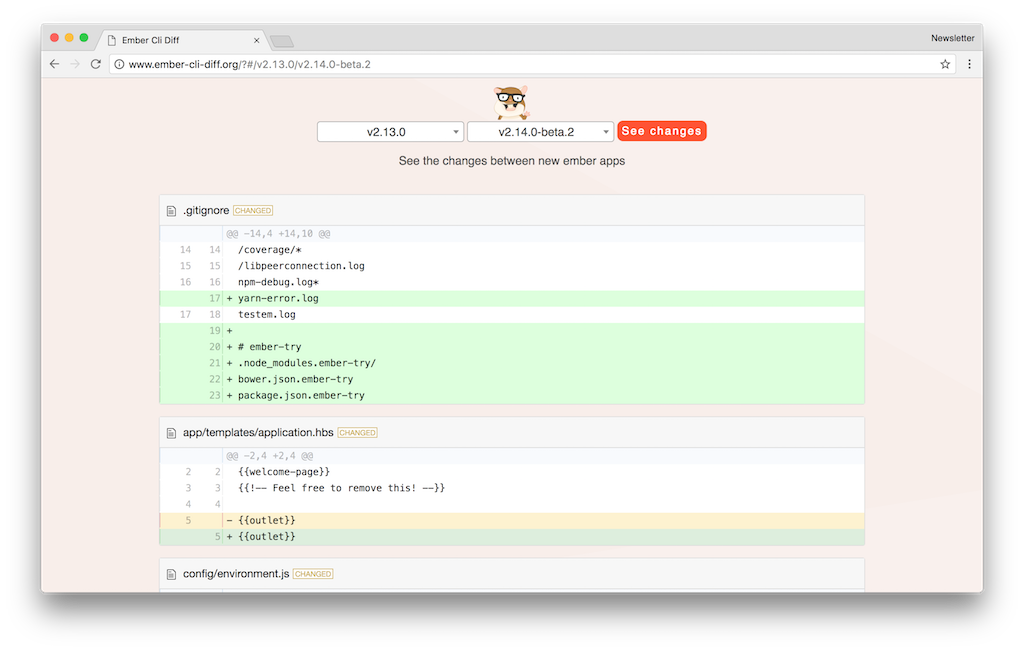 Ember Cli Diff
Newsletter
www.ember-cli-diff.org/?#/v2.13.0/v2.14.0-beta.2
v2.13.0 v2.14.0-beta.2 See changes
See the changes between new ember apps
.gitignore CHANGED
@@ -14,4 +14,10 @@
14 14 /coverage/*
15 15 /libpeerconnection.log
16 16 npm-debug.log*
17 + yarn-error.log
17 18 testem.log
19 +
20 + # ember-try
21 + .node_modules.ember-try/
22 + bower.json.ember-try
23 + package.json.ember-try
app/templates/application.hbs CHANGED
@@ -2,4 +2,4 @@
2 2 {{welcome-page}}
3 3 {{!-- Feel free to remove this! --}}
4 4
5 - {{outlet}}
5 + {{outlet}}
config/environment.js CHANGED